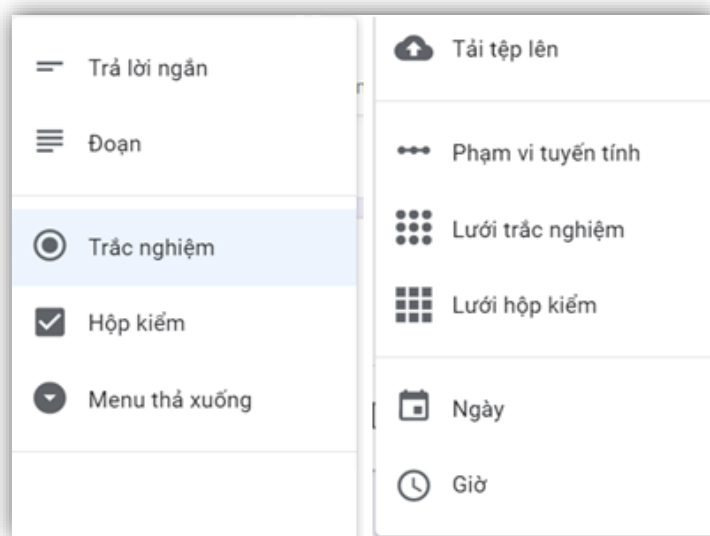 Trả lời ngắn
Đoạn
Trắc nghiệm
Hộp kiểm
Menu thả xuống
Tải tệp lên
Phạm vi tuyến tính
Lưới trắc nghiệm
Lưới hộp kiểm
Ngày
Giờ